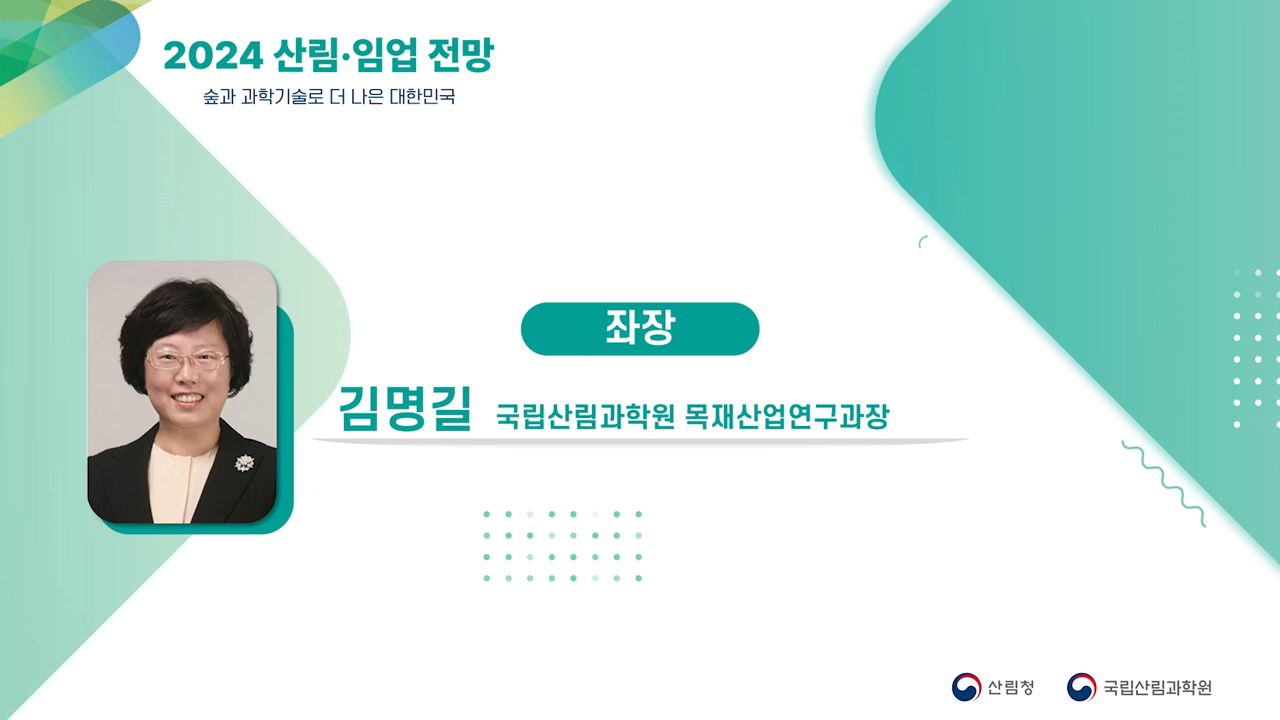 2024 산림·임업 전망
숲과 과학기술로 더 나은 대한민국
좌장
김명길 국립산림과학원 목재산업연구과장
산림청 국립산림과학원